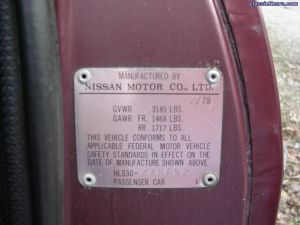 MANUFACTURED BY
NISSAN MOTOR CO., LTD.
/78
GVWR 3185 LBS.
GAWR FR. 1468 LBS.
RR. 1717 LBS.
THIS VEHICLE CONFORMS TO ALL
APPLICABLE FEDERAL MOTOR VEHICLE
SAFETY STANDARDS IN EFFECT ON THE
DATE OF MANUFACTURE SHOWN ABOVE.
HLS30-
PASSENGER CAR